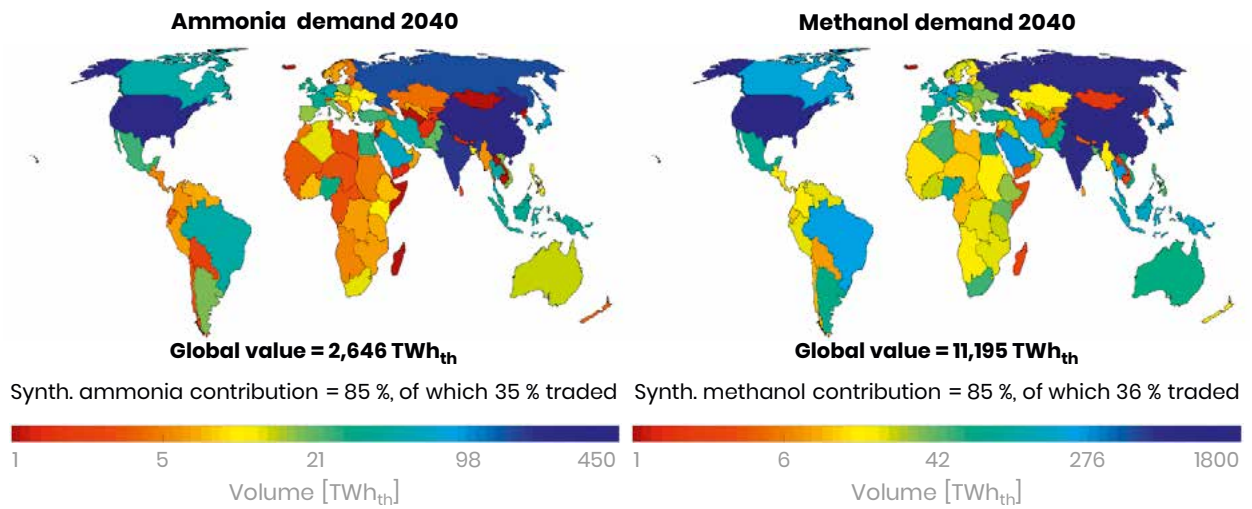 Ammonia demand 2040
Methanol demand 2040
Global value = 2,646 TWhth
Global value = 11,195 TWhth
Synth. ammonia contribution = 85 %, of which 35 % traded
Synth. methanol contribution = 85 %, of which 36 % traded
1 5 21 98 450
1 6 42 276 1800
Volume [TWhth]
Volume [TWhth]